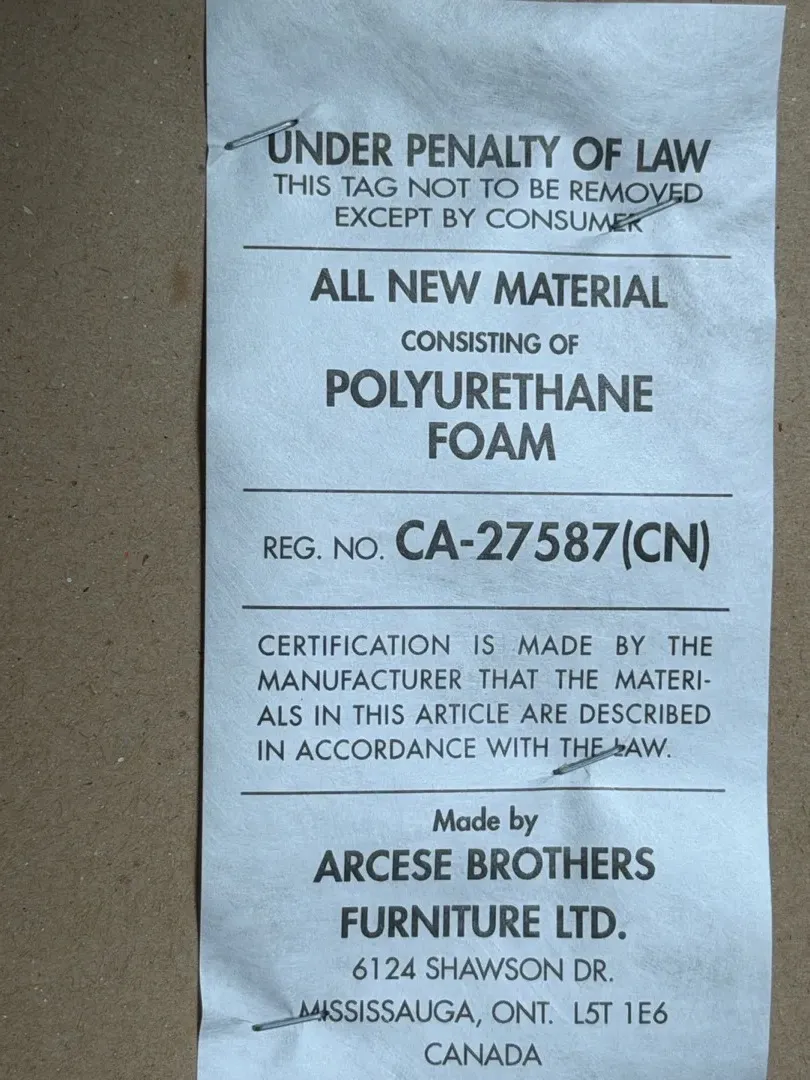 UNDER PENALTY OF LAW
THIS TAG NOT TO BE REMOVED
EXCEPT BY CONSUMER
ALL NEW MATERIAL
CONSISTING OF
POLYURETHANE
FOAM
REG. NO. CA-27587(CN)
CERTIFICATION IS MADE BY THE
MANUFACTURER THAT THE MATERI-
ALS IN THIS ARTICLE ARE DESCRIBED
IN ACCORDANCE WITH THE LAW.
Made by
ARCESE BROTHERS
FURNITURE LTD.
6124 SHAWSON DR.
MISSISSAUGA, ONT. L5T 1E6
CANADA